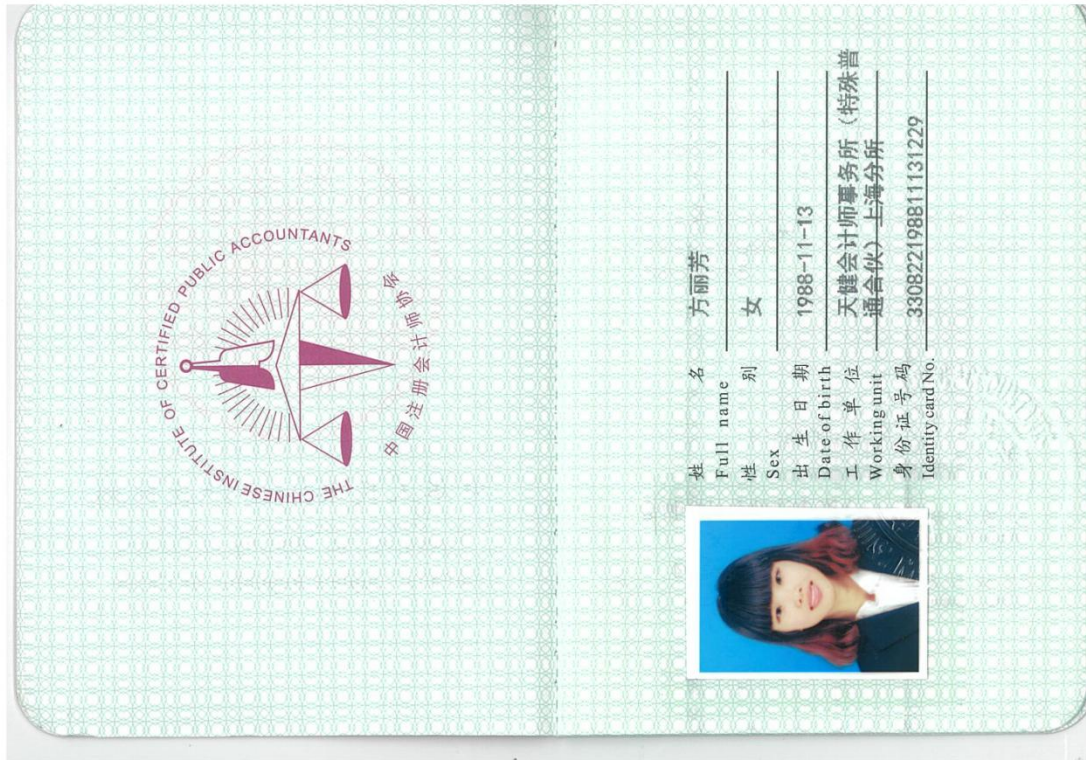 THE CHINESE INSTITUTE OF CERTIFIED PUBLIC ACCOUNTANTS
中国注册会计师协会
姓 名 方丽芳
Full name
性 别 女
Sex
出 生 日 期 1988-11-13
Date of birth
工 作 单 位 天健会计师事务所（特殊普
Working unit 通合伙）上海分所
身 份 证 号 码 330822198811131229
Identity card No.